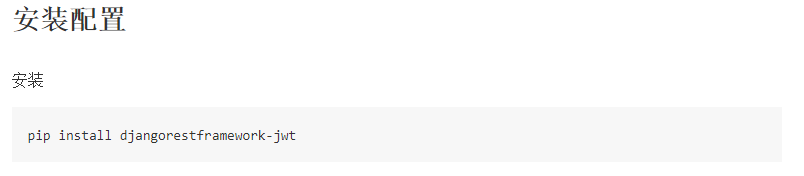 安装配置
安装
pip install djangorestframework-jwt